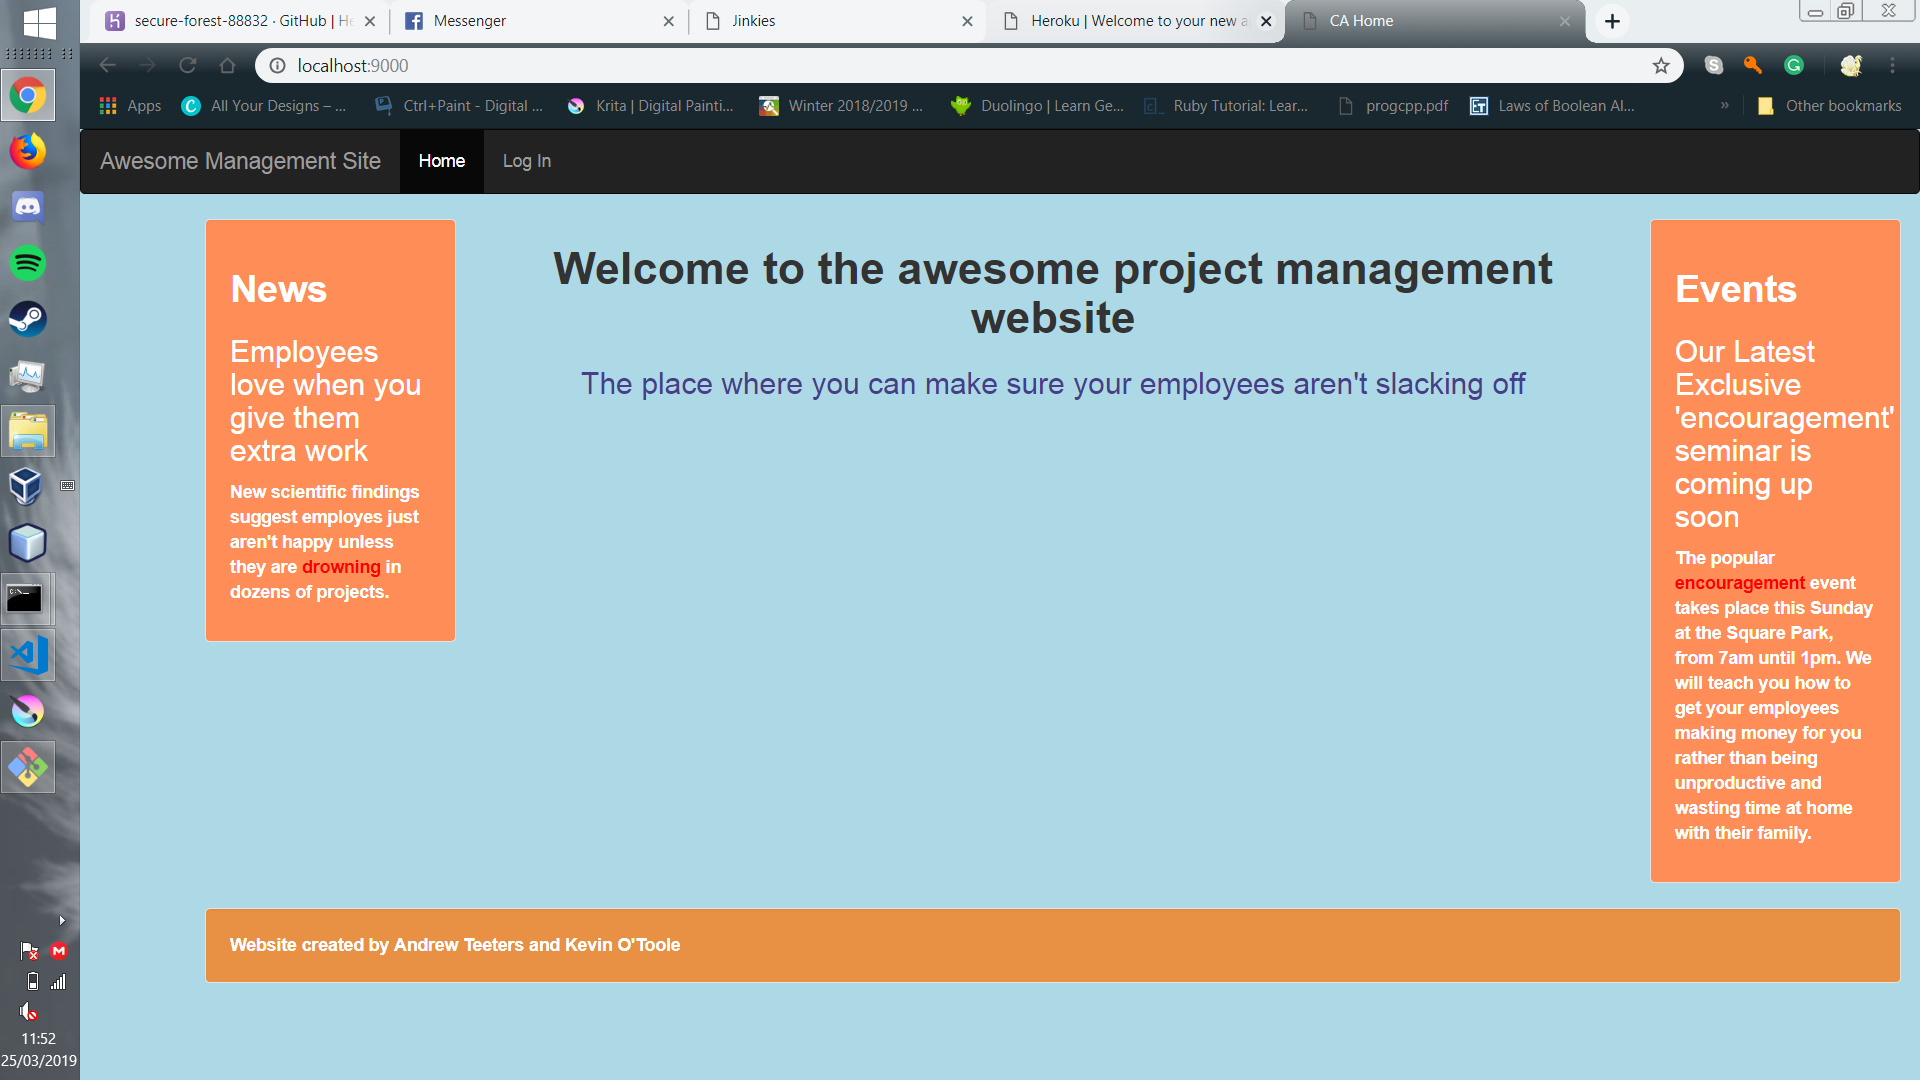 secure-forest-88832 · GitHub | He
Messenger
Jinkies
Heroku | Welcome to your new a
CA Home
localhost:9000
Apps
All Your Designs – ...
Ctrl+Paint - Digital ...
Krita | Digital Painti...
Winter 2018/2019 ...
Duolingo | Learn Ge...
Ruby Tutorial: Lear...
progcpp.pdf
Laws of Boolean Al...
»
Other bookmarks
Awesome Management Site
Home
Log In
News
Employees
love when you
give them
extra work
New scientific findings
suggest employes just
aren't happy unless
they are drowning in
dozens of projects.
Welcome to the awesome project management
website
The place where you can make sure your employees aren't slacking off
Events
Our Latest
Exclusive
'encouragement'
seminar is
coming up
soon
The popular
encouragement event
takes place this Sunday
at the Square Park,
from 7am until 1pm. We
will teach you how to
get your employees
making money for you
rather than being
unproductive and
wasting time at home
with their family.
Website created by Andrew Teeters and Kevin O'Toole
11:52
25/03/2019